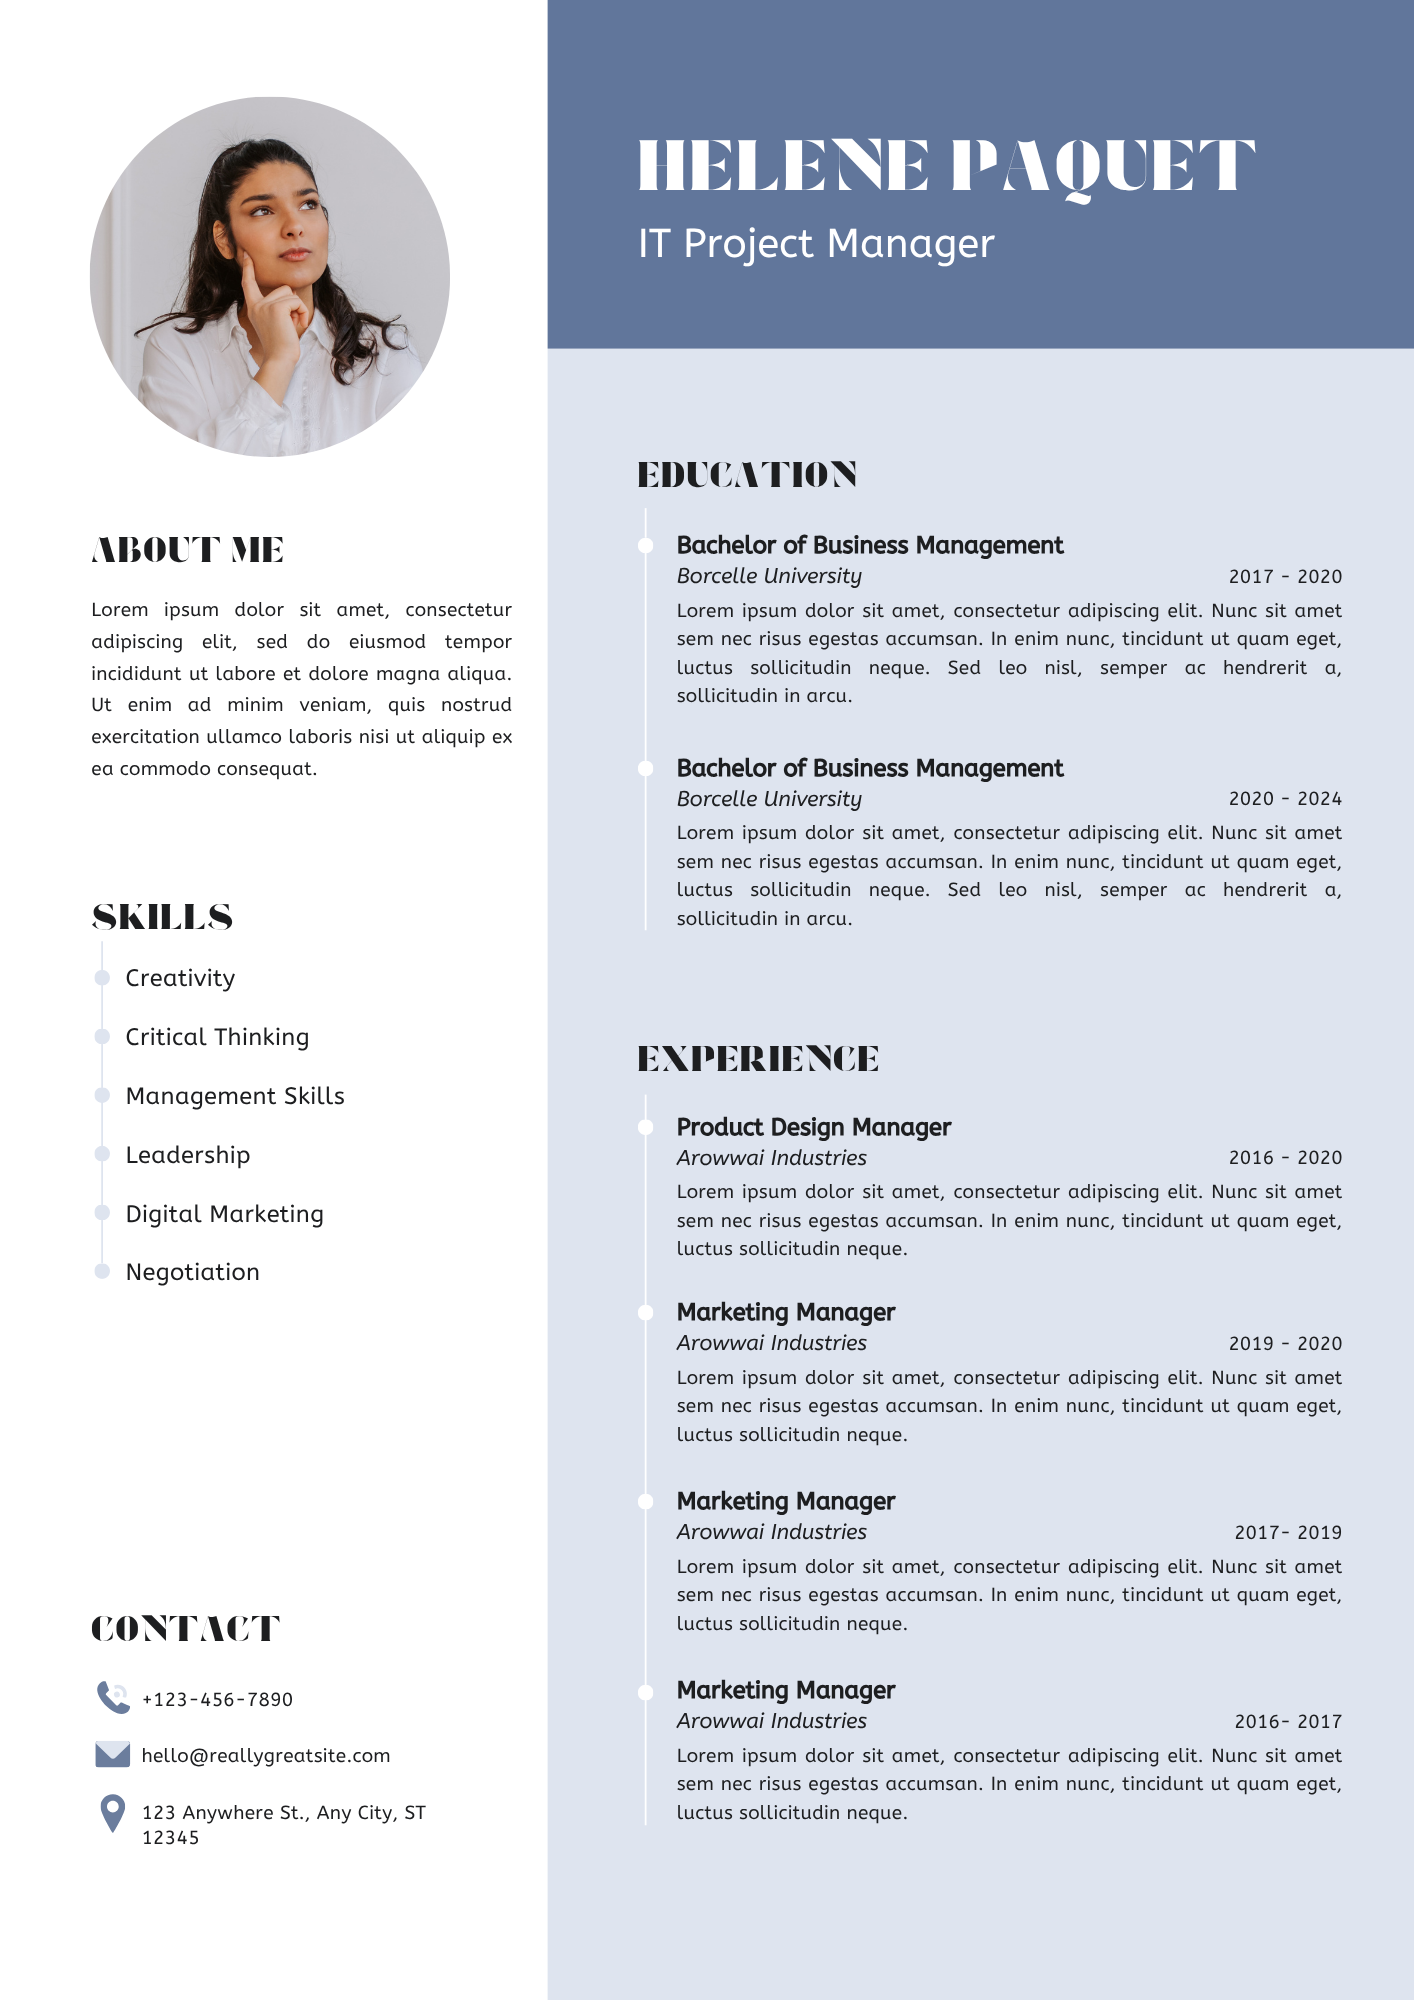 HELENE PAQUET
IT Project Manager
ABOUT ME
Lorem ipsum dolor sit amet, consectetur
adipiscing elit, sed do eiusmod tempor
incididunt ut labore et dolore magna aliqua.
Ut enim ad minim veniam, quis nostrud
exercitation ullamco laboris nisi ut aliquip ex
ea commodo consequat.
SKILLS
Creativity
Critical Thinking
Management Skills
Leadership
Digital Marketing
Negotiation
CONTACT
+123-456-7890
hello@reallygreatsite.com
123 Anywhere St., Any City, ST
12345
EDUCATION
Bachelor of Business Management
Borcelle University 2017 - 2020
Lorem ipsum dolor sit amet, consectetur adipiscing elit. Nunc sit amet
sem nec risus egestas accumsan. In enim nunc, tincidunt ut quam eget,
luctus sollicitudin neque. Sed leo nisl, semper ac hendrerit a,
sollicitudin in arcu.
Bachelor of Business Management
Borcelle University 2020 - 2024
Lorem ipsum dolor sit amet, consectetur adipiscing elit. Nunc sit amet
sem nec risus egestas accumsan. In enim nunc, tincidunt ut quam eget,
luctus sollicitudin neque. Sed leo nisl, semper ac hendrerit a,
sollicitudin in arcu.
EXPERIENCE
Product Design Manager
Arowwai Industries 2016 - 2020
Lorem ipsum dolor sit amet, consectetur adipiscing elit. Nunc sit amet
sem nec risus egestas accumsan. In enim nunc, tincidunt ut quam eget,
luctus sollicitudin neque.
Marketing Manager
Arowwai Industries 2019 - 2020
Lorem ipsum dolor sit amet, consectetur adipiscing elit. Nunc sit amet
sem nec risus egestas accumsan. In enim nunc, tincidunt ut quam eget,
luctus sollicitudin neque.
Marketing Manager
Arowwai Industries 2017- 2019
Lorem ipsum dolor sit amet, consectetur adipiscing elit. Nunc sit amet
sem nec risus egestas accumsan. In enim nunc, tincidunt ut quam eget,
luctus sollicitudin neque.
Marketing Manager
Arowwai Industries 2016- 2017
Lorem ipsum dolor sit amet, consectetur adipiscing elit. Nunc sit amet
sem nec risus egestas accumsan. In enim nunc, tincidunt ut quam eget,
luctus sollicitudin neque.